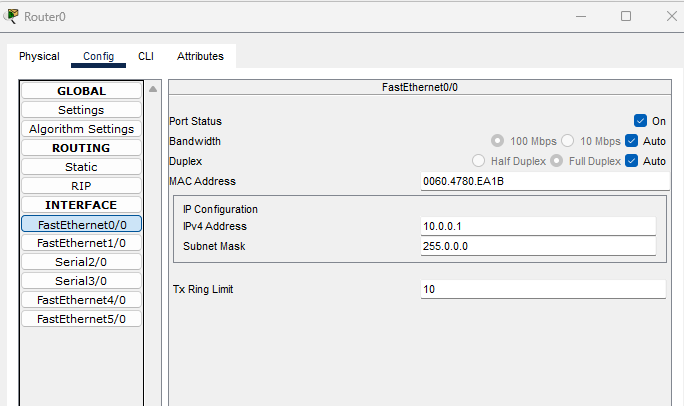 Router0
Physical Config CLI Attributes
GLOBAL
Settings
Algorithm Settings
ROUTING
Static
RIP
INTERFACE
FastEthernet0/0
FastEthernet1/0
Serial2/0
Serial3/0
FastEthernet4/0
FastEthernet5/0
FastEthernet0/0
Port Status On
Bandwidth 100 Mbps 10 Mbps Auto
Duplex Half Duplex Full Duplex Auto
MAC Address 0060.4780.EA1B
IP Configuration
IPv4 Address 10.0.0.1
Subnet Mask 255.0.0.0
Tx Ring Limit 10